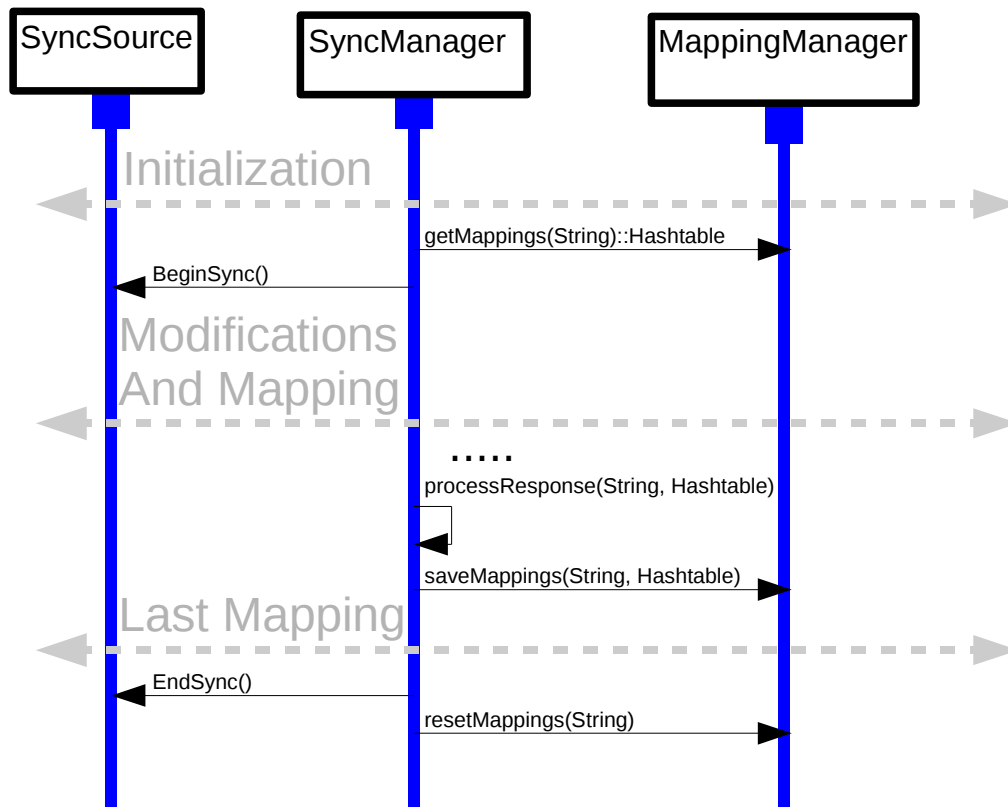 SyncSource
SyncManager
MappingManager
Initialization
getMappings(String)::Hashtable
BeginSync()
Modifications
And Mapping
.....
processResponse(String, Hashtable)
saveMappings(String, Hashtable)
Last Mapping
EndSync()
resetMappings(String)